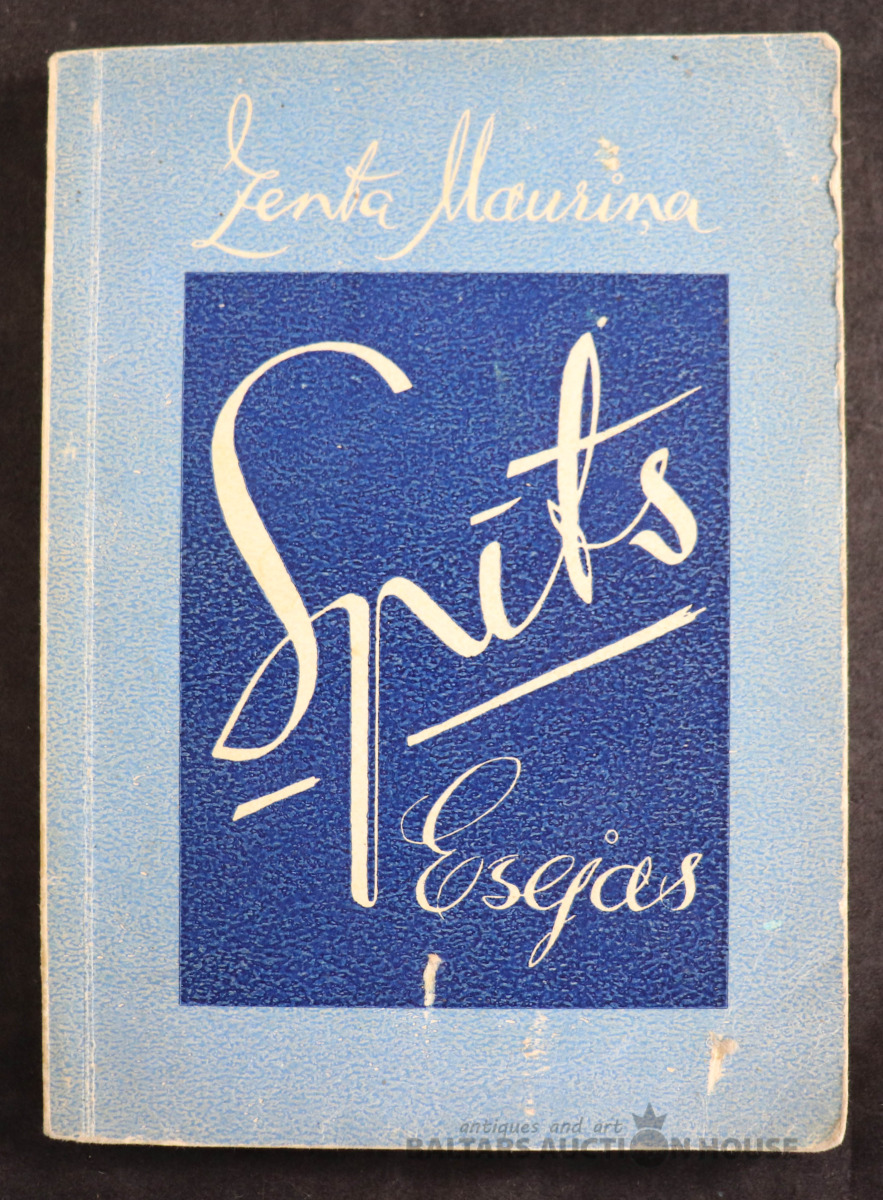 Zenta Mauriņa
Spīts
Esejas
antiques and art
BALTARS AUCTION HOUSE